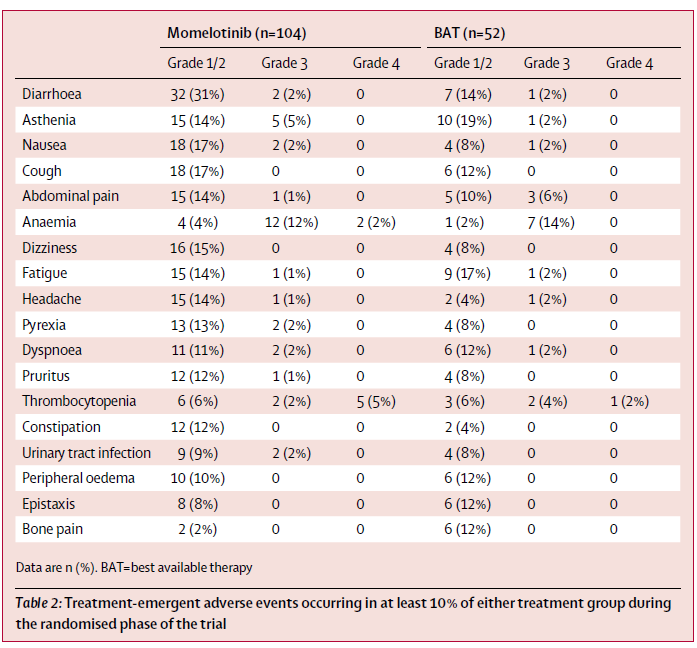 Momelotinib (n=104) BAT (n=52)
Grade 1/2 Grade 3 Grade 4 Grade 1/2 Grade 3 Grade 4
Diarrhoea 32 (31%) 2 (2%) 0 7 (14%) 1 (2%) 0
Asthenia 15 (14%) 5 (5%) 0 10 (19%) 1 (2%) 0
Nausea 18 (17%) 2 (2%) 0 4 (8%) 1 (2%) 0
Cough 18 (17%) 0 0 6 (12%) 0 0
Abdominal pain 15 (14%) 1 (1%) 0 5 (10%) 3 (6%) 0
Anaemia 4 (4%) 12 (12%) 2 (2%) 1 (2%) 7 (14%) 0
Dizziness 16 (15%) 0 0 4 (8%) 0 0
Fatigue 15 (14%) 1 (1%) 0 9 (17%) 1 (2%) 0
Headache 15 (14%) 1 (1%) 0 2 (4%) 1 (2%) 0
Pyrexia 13 (13%) 2 (2%) 0 4 (8%) 0 0
Dyspnoea 11 (11%) 2 (2%) 0 6 (12%) 1 (2%) 0
Pruritus 12 (12%) 1 (1%) 0 4 (8%) 0 0
Thrombocytopenia 6 (6%) 2 (2%) 5 (5%) 3 (6%) 2 (4%) 1 (2%)
Constipation 12 (12%) 0 0 2 (4%) 0 0
Urinary tract infection 9 (9%) 2 (2%) 0 4 (8%) 0 0
Peripheral oedema 10 (10%) 0 0 6 (12%) 0 0
Epistaxis 8 (8%) 0 0 6 (12%) 0 0
Bone pain 2 (2%) 0 0 6 (12%) 0 0
Data are n (%). BAT=best available therapy
Table 2: Treatment-emergent adverse events occurring in at least 10% of either treatment group during
the randomised phase of the trial